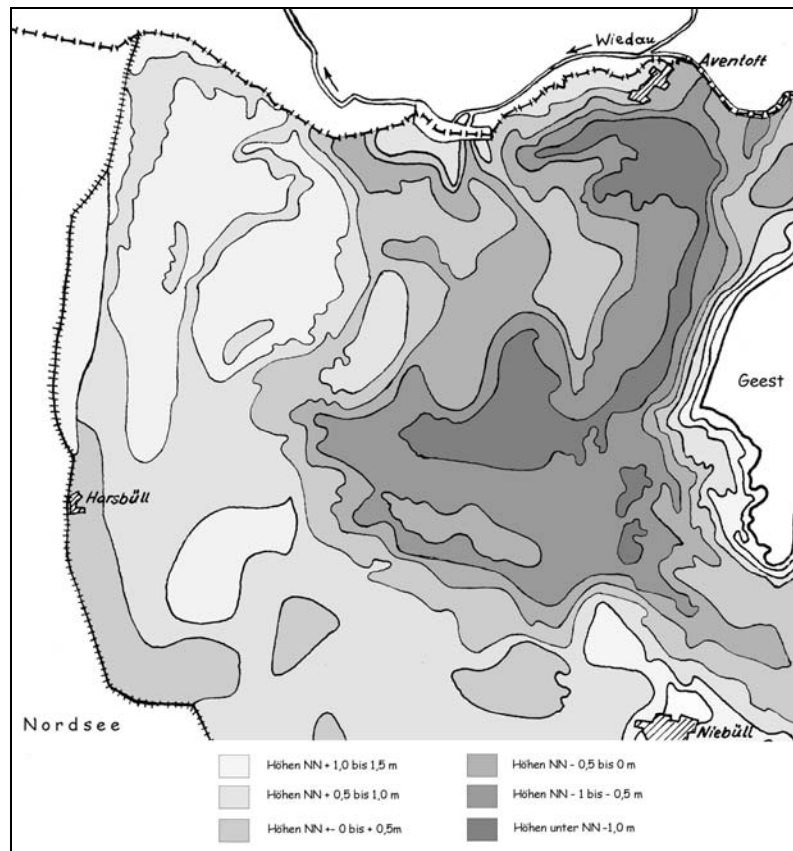 Wiedau
Aventoft
Geest
Horsbüll
Nordsee
Niebüll
Höhen NN + 1,0 bis 1,5 m
Höhen NN + 0,5 bis 1,0 m
Höhen NN +- 0 bis + 0,5m
Höhen NN - 0,5 bis 0 m
Höhen NN - 1 bis - 0,5 m
Höhen unter NN -1,0 m